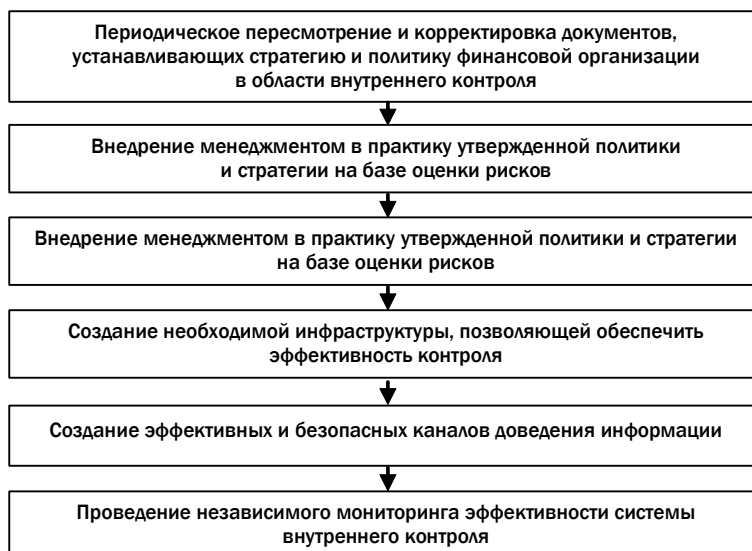 Периодическое пересмотрение и корректировка документов,
устанавливающих стратегию и политику финансовой организации
в области внутреннего контроля
Внедрение менеджментом в практику утвержденной политики
и стратегии на базе оценки рисков
Внедрение менеджментом в практику утвержденной политики и стратегии
на базе оценки рисков
Создание необходимой инфраструктуры, позволяющей обеспечить
эффективность контроля
Создание эффективных и безопасных каналов доведения информации
Проведение независимого мониторинга эффективности системы
внутреннего контроля